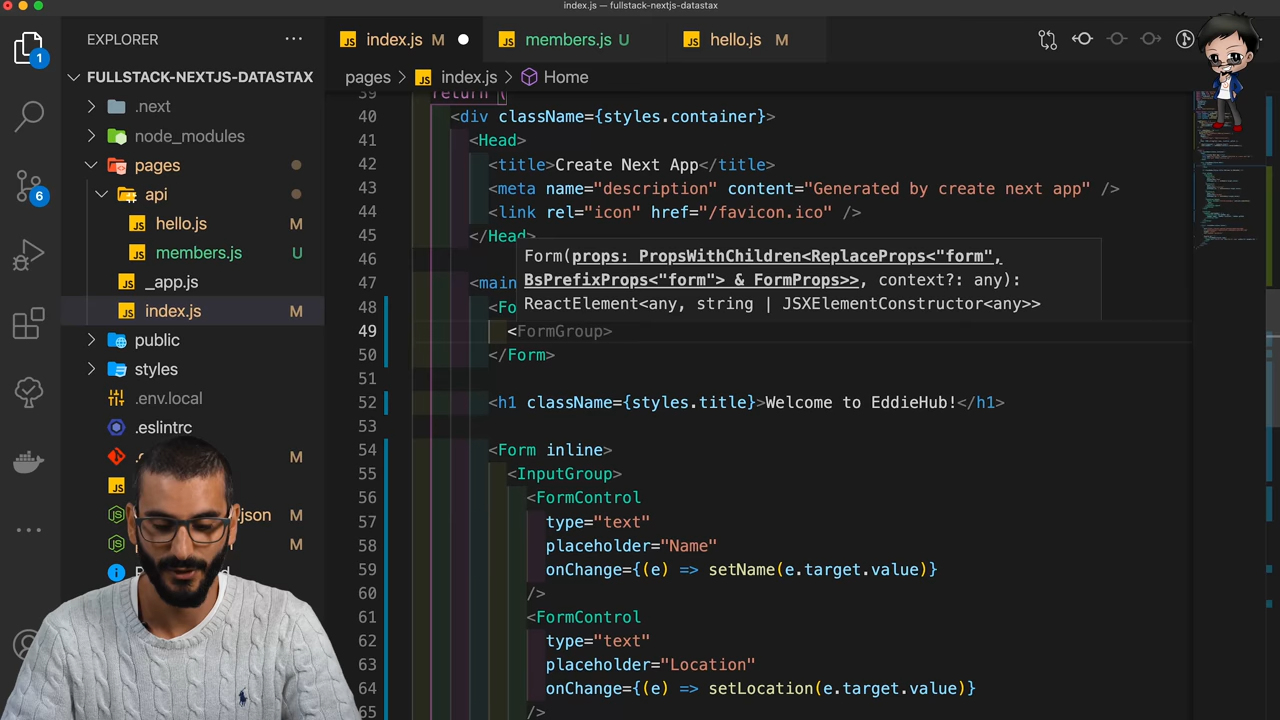 index.js — fullstack-nextjs-datastax
EXPLORER
FULLSTACK-NEXTJS-DATASTAX
.next
node_modules
pages
api
hello.js
members.js U
_app.js
index.js M
public
styles
.env.local
.eslintrc
M
.json M
M
1
6
index.js M
members.js U
hello.js M
pages > index.js > Home
39 return (
40 <div className={styles.container}>
41 <Head>
42 <title>Create Next App</title>
43 <meta name="description" content="Generated by create next app" />
44 <link rel="icon" href="/favicon.ico" />
45 </Head>
46
47 <main
48 <Fo
49 <FormGroup>
50 </Form>
51
52 <h1 className={styles.title}>Welcome to EddieHub!</h1>
53
54 <Form inline>
55 <InputGroup>
56 <FormControl
57 type="text"
58 placeholder="Name"
59 onChange={(e) => setName(e.target.value)}
60 />
61 <FormControl
62 type="text"
63 placeholder="Location"
64 onChange={(e) => setLocation(e.target.value)}
65 />
Form(props: PropsWithChildren<ReplaceProps<"form",
BsPrefixProps<"form"> & FormProps>>, context?: any):
ReactElement<any, string | JSXElementConstructor<any>>